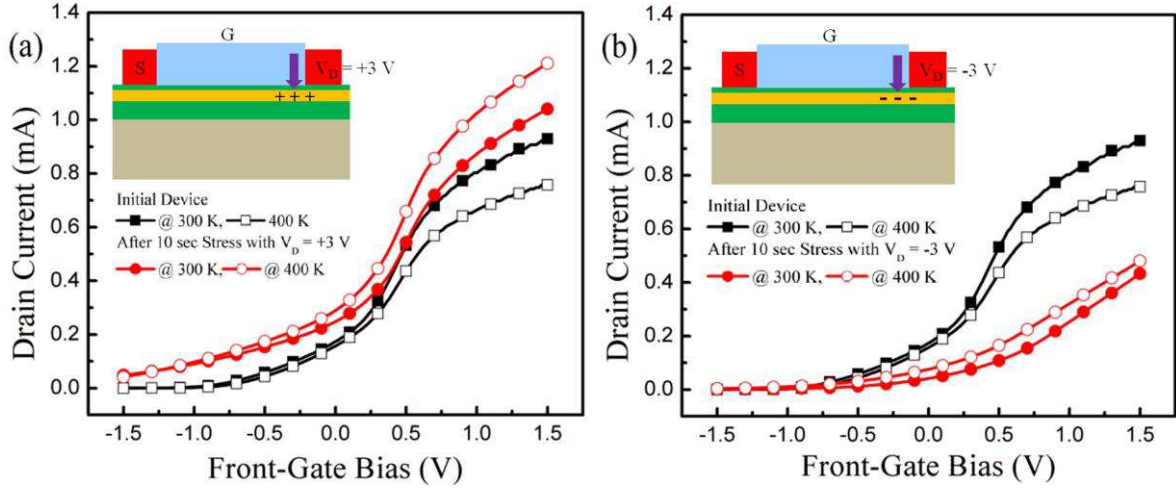 (a)
G
S
V_D = +3 V
+ + +
Initial Device
@ 300 K, 400 K
After 10 sec Stress with V_D = +3 V
@ 300 K, @ 400 K
Drain Current (mA)
1.4
1.2
1.0
0.8
0.6
0.4
0.2
0.0
-1.5 -1.0 -0.5 0.0 0.5 1.0 1.5
Front-Gate Bias (V)
(b)
G
S
V_D = -3 V
- - -
Initial Device
@ 300 K, 400 K
After 10 sec Stress with V_D = -3 V
@ 300 K, @ 400 K
Drain Current (mA)
1.4
1.2
1.0
0.8
0.6
0.4
0.2
0.0
-1.5 -1.0 -0.5 0.0 0.5 1.0 1.5
Front-Gate Bias (V)